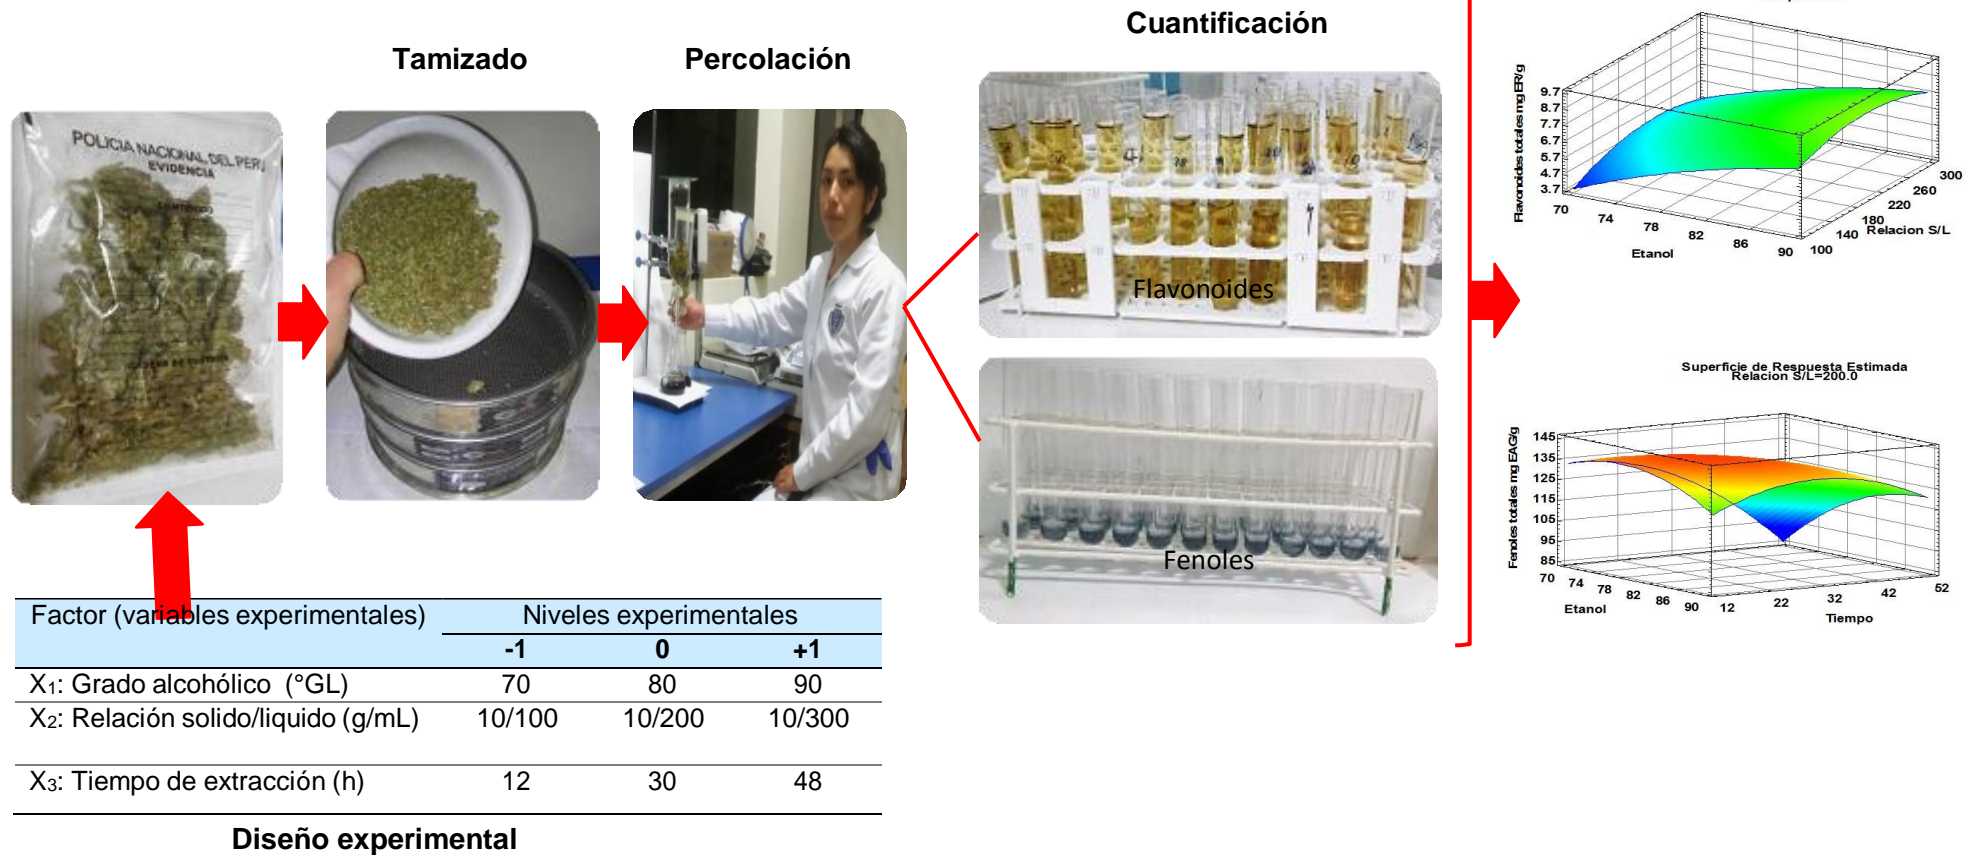 Cuantificación
Tamizado
Percolación
POLICIA NACIONAL DEL PERU
EVIDENCIA
Flavonoides
Fenoles
Flavonoides totales mg ER/g
9.7
8.7
7.7
6.7
5.7
4.7
3.7
70 74 78 82 86 90
Etanol
100 140 180 220 260 300
Relacion S/L
Superficie de Respuesta Estimada
Relacion S/L=200.0
Fenoles totales mg EAG/g
145
135
125
115
105
95
85
70 74 78 82 86 90
Etanol
12 22 32 42 52
Tiempo
Factor (variables experimentales) Niveles experimentales
-1 0 +1
X1: Grado alcohólico (°GL) 70 80 90
X2: Relación solido/liquido (g/mL) 10/100 10/200 10/300
X3: Tiempo de extracción (h) 12 30 48
Diseño experimental